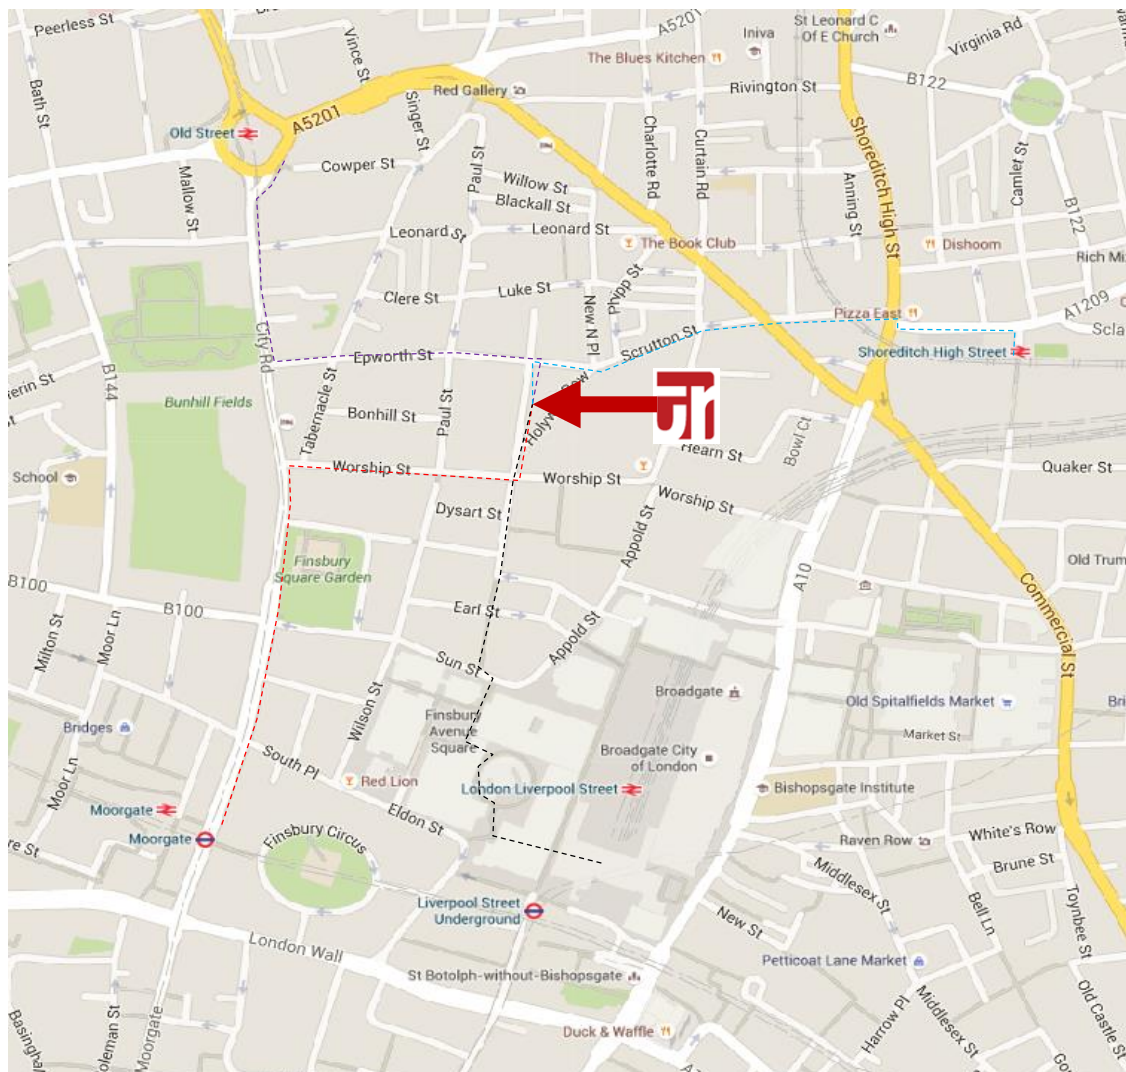 Peerless St
Vince St
A5201
St Leonard C
Of E Church
Iniva
Virginia Rd
The Blues Kitchen
B122
Bath St
Singer St
Red Gallery
Rivington St
Old Street
A5201
Shoreditch High St
Charlotte Rd
Curtain Rd
Cowper St
Paul St
Mallow St
Willow St
Blackall St
Anning St
Camlet St
B122
Leonard St
Leonard St
The Book Club
Dishoom
Rich Mi
Phipp St
Clere St
Luke St
New N Pl
Pizza East
A1209
Scla
City Rd
Epworth St
Scrutton St
Shoreditch High Street
B144
erin St
Bunhill Fields
Tabernacle St
Bonhill St
Paul St
Bowl Ct
Hearn St
School
Worship St
Worship St
Quaker St
Worship St
Dysart St
Appold St
Finsbury
Square Garden
A10
Old Trum
B100
B100
Commercial St
Earl St
Milton St
Moor Ln
Appold St
Sun St
Wilson St
Broadgate
Old Spitalfields Market
Bri
Finsbury
Avenue
Square
Bridges
Market St
South Pl
Broadgate City
of London
Moor Ln
Red Lion
London Liverpool Street
Bishopsgate Institute
Moorgate
Eldon St
Moorgate
Finsbury Circus
White's Row
re St
Raven Row
Brune St
Middlesex St
Toynbee St
Bell Ln
Liverpool Street
Underground
New St
London Wall
Petticoat Lane Market
St Botolph-without-Bishopsgate
Old Castle St
Harrow Pl
Middlesex St
Basingha
oleman St
Moorgate
Duck & Waffle